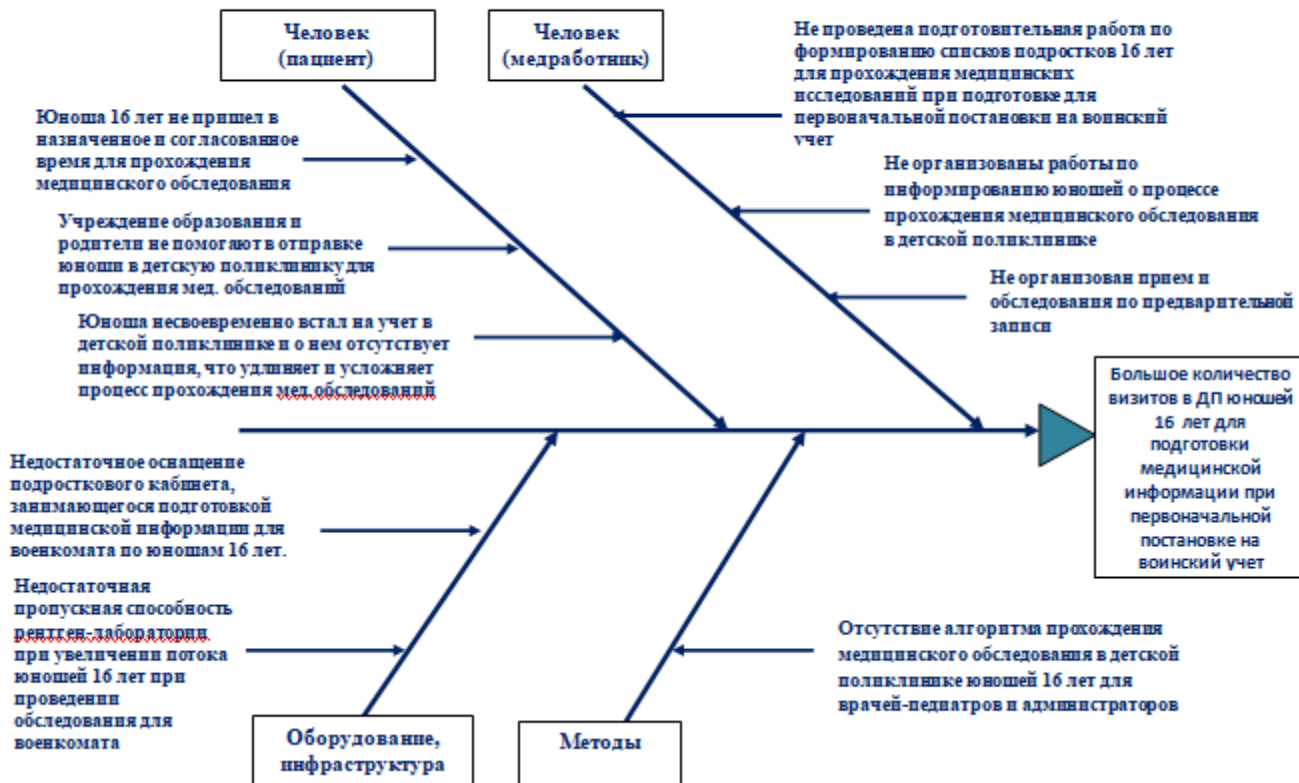 Человек
(пациент)
Человек
(медработник)
Не проведена подготовительная работа по
формированию списков подростков 16 лет
для прохождения медицинских
исследований при подготовке для
первоначальной постановки на воинский
учет
Юноша 16 лет не пришел в
назначенное и согласованное
время для прохождения
медицинского обследования
Не организованы работы по
информированию юношей о процессе
прохождения медицинского обследования
в детской поликлинике
Учреждение образования и
родители не помогают в отправке
юноши в детскую поликлинику для
прохождения мед. обследований
Не организован прием и
обследования по предварительной
записи
Юноша несвоевременно встал на учет в
детской поликлинике и о нем отсутствует
информация, что удлиняет и усложняет
процесс прохождения мед.обследований
Большое количество
визитов в ДП юношей
16 лет для
подготовки
медицинской
информации при
первоначальной
постановке на
воинский учет
Недостаточное оснащение
подросткового кабинета,
занимающегося подготовкой
медицинской информации для
военкомата по юношам 16 лет.
Недостаточная
пропускная способность
рентген-лаборатории
при увеличении потока
юношей 16 лет при
проведении
обследования для
военкомата
Отсутствие алгоритма прохождения
медицинского обследования в детской
поликлинике юношей 16 лет для
врачей-педиатров и администраторов
Оборудование,
инфраструктура
Методы